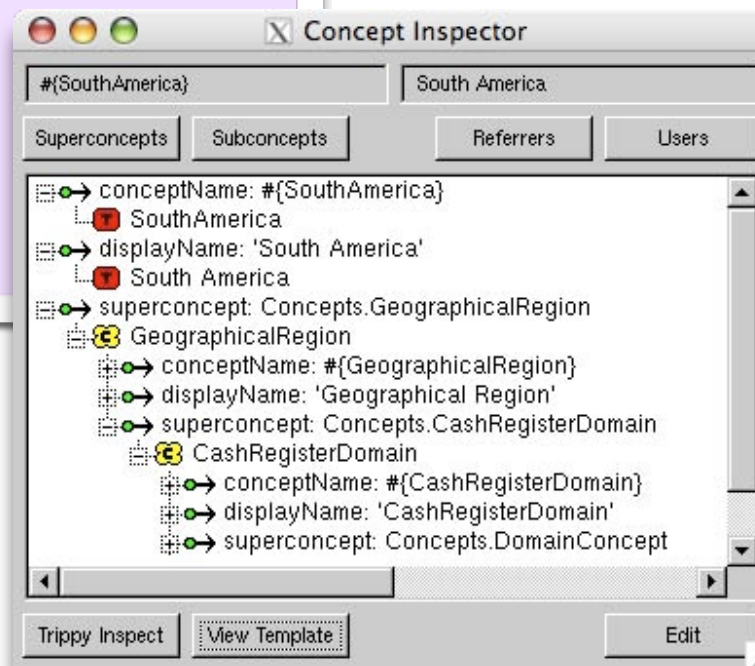 Concept Inspector
#{SouthAmerica} South America
Superconcepts Subconcepts Referrers Users
conceptName: #{SouthAmerica}
T SouthAmerica
displayName: 'South America'
T South America
superconcept: Concepts.GeographicalRegion
C GeographicalRegion
conceptName: #{GeographicalRegion}
displayName: 'Geographical Region'
superconcept: Concepts.CashRegisterDomain
C CashRegisterDomain
conceptName: #{CashRegisterDomain}
displayName: 'CashRegisterDomain'
superconcept: Concepts.DomainConcept
Trippy Inspect View Template Edit